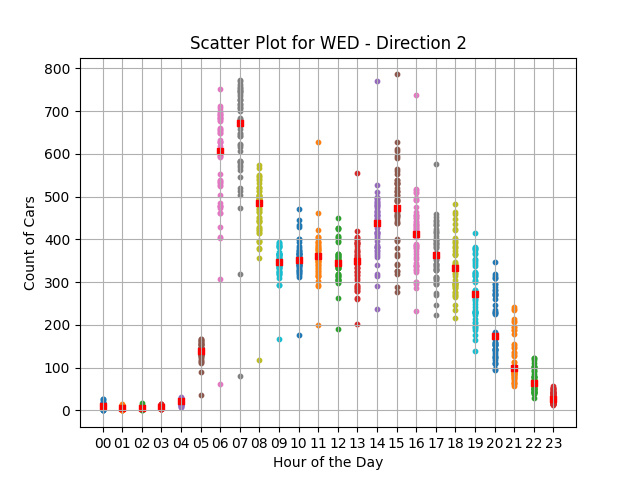 Scatter Plot for WED - Direction 2
Count of Cars
800
700
600
500
400
300
200
100
0
00 01 02 03 04 05 06 07 08 09 10 11 12 13 14 15 16 17 18 19 20 21 22 23
Hour of the Day